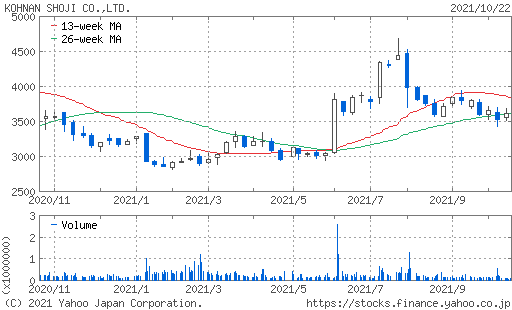 KOHNAN SHOJI CO.,LTD. 2021/10/22
5000
13-week MA
26-week MA
4500
4000
3500
3000
2500
2020/11 2021/1 2021/3 2021/5 2021/7 2021/9
3
Volume
2
1
0
(x1000000)
2020/11 2021/1 2021/3 2021/5 2021/7 2021/9
(C) 2021 Yahoo Japan Corporation. https://stocks.finance.yahoo.co.jp/